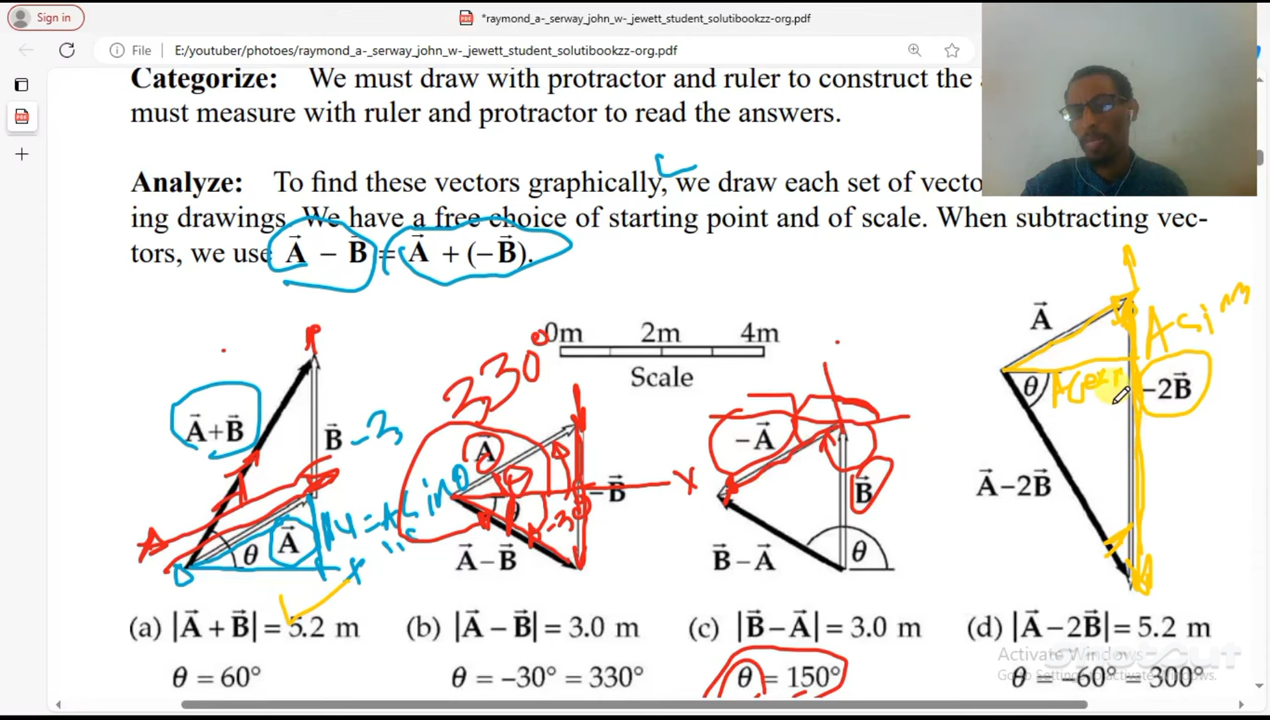 Sign in
*raymond_a-_serway_john_w-_jewett_student_solutibookzz-org.pdf
File E:/youtuber/photoes/raymond_a-_serway_john_w-_jewett_student_solutibookzz-org.pdf
Categorize: We must draw with protractor and ruler to construct the
must measure with ruler and protractor to read the answers.
Analyze: To find these vectors graphically, we draw each set of vecto
ing drawings. We have a free choice of starting point and of scale. When subtracting vec-
tors, we use A⃗ − B⃗ = A⃗ + (−B⃗).
0m 2m 4m
Scale
330°
A⃗+B⃗
B⃗ -3
θ
A⃗
A⃗
x
−B⃗
θ
A⃗−B⃗
−A⃗
B⃗
B⃗−A⃗
θ
A⃗
A sin
θ
−2B⃗
A⃗−2B⃗
(a) |A⃗+B⃗| = 5.2 m (b) |A⃗−B⃗| = 3.0 m (c) |B⃗−A⃗| = 3.0 m (d) |A⃗−2B⃗| = 5.2 m
θ = 60° θ = −30° = 330° θ = 150° θ = −60° = 300°
Activate Windows